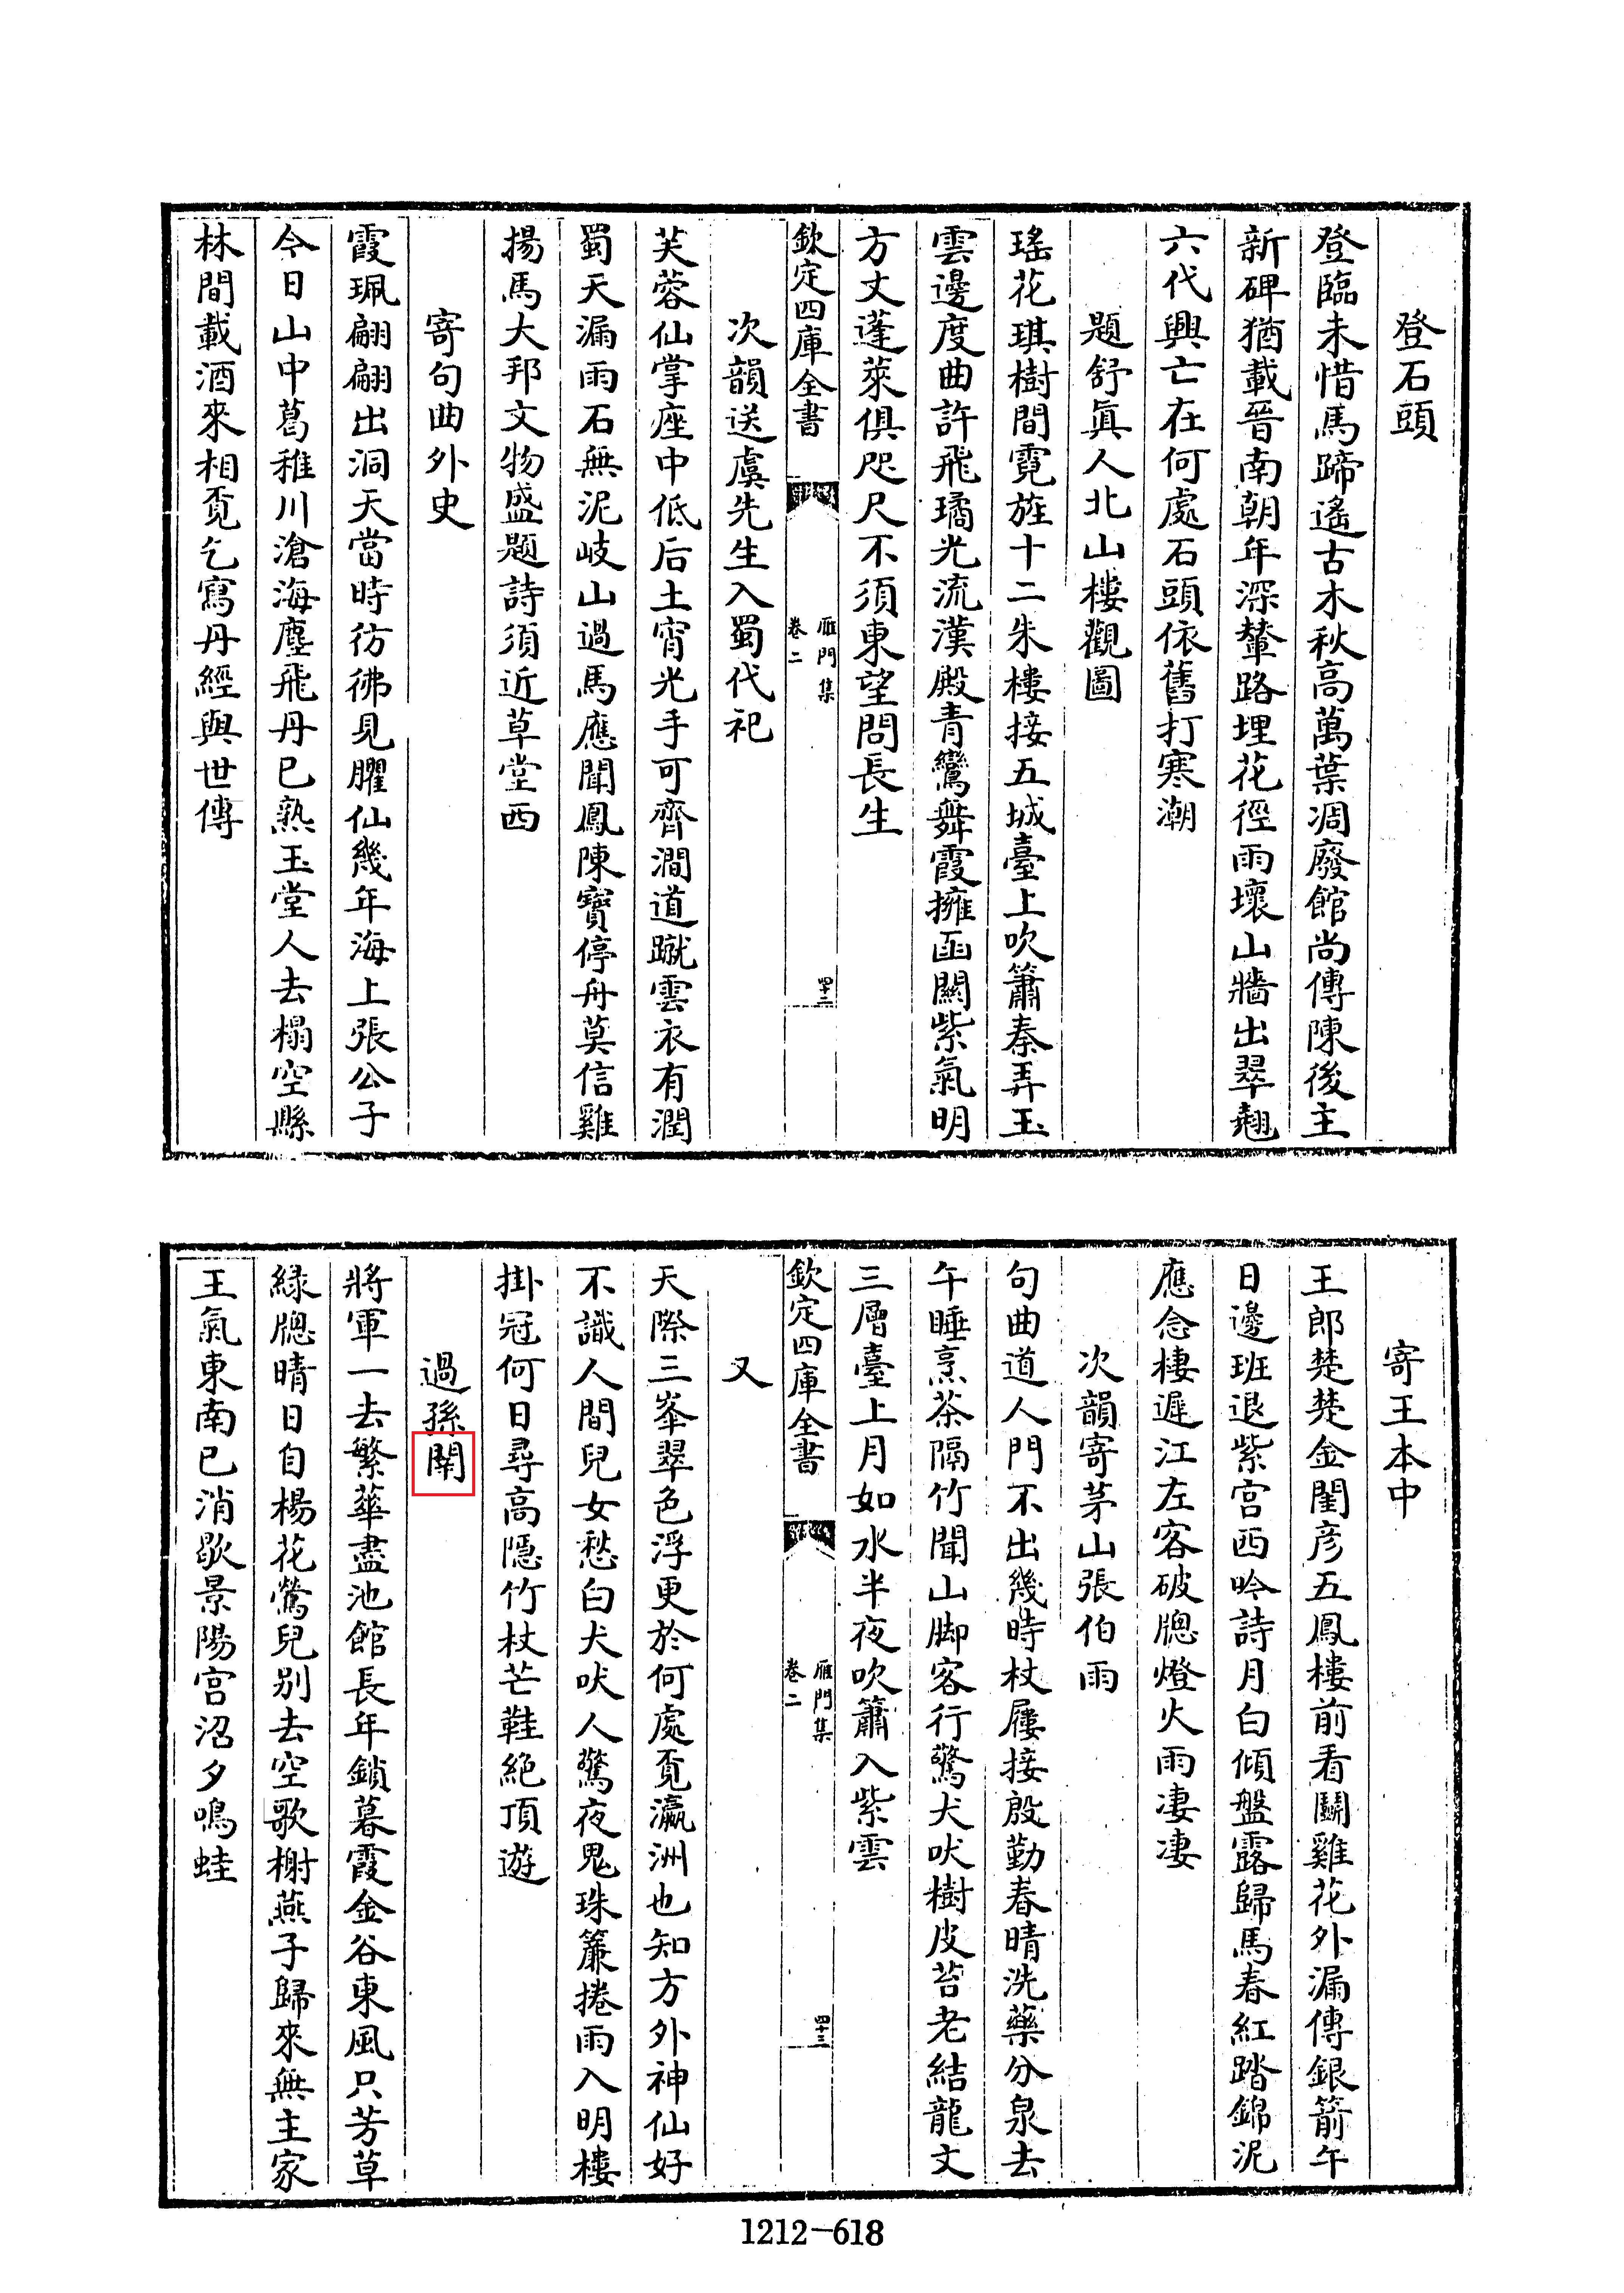 登石頭
登臨未惜馬蹄遙古木秋高萬葉凋廢館尚傳陳後主
新碑猶載晉南朝年深輦路埋花徑雨壞山牆出翠翹
六代興亡在何處石頭依舊打寒潮
題舒真人北山樓觀圖
瑤花琪樹間霓旌十二朱樓接五城臺上吹簫秦弄玉
雲邊度曲許飛璚光流漢殿青鸞舞霞擁函關紫氣明
方丈蓬萊俱咫尺不須東望問長生
欽定四庫全書
雁門集
卷二
四十二
次韻送虞先生入蜀代祀
芙蓉仙掌座中低后土宵光手可齊澗道蹴雲衣有潤
蜀天漏雨石無泥岐山過馬應聞鳳陳寶停舟莫信雞
揚馬大邦文物盛題詩須近草堂西
寄句曲外史
霞珮翩翩出洞天當時彷彿見臞仙幾年海上張公子
今日山中葛稚川滄海塵飛丹已熟玉堂人去榻空縣
林間載酒來相覓乞寫丹經與世傳
寄王本中
王郎楚楚金閨彦五鳳樓前看鬭雞花外漏傳銀箭午
日邊班退紫宫西吟詩月白傾盤露歸馬春紅踏錦泥
應念棲遲江左客破牕燈火雨凄凄
次韻寄茅山張伯雨
句曲道人門不出幾時杖屨接殷勤春晴洗藥分泉去
午睡烹茶隔竹聞山脚客行驚犬吠樹皮苔老結龍文
三層臺上月如水半夜吹簫入紫雲
欽定四庫全書
雁門集
卷二
四十三
又
天際三峯翠色浮更於何處覓瀛洲也知方外神仙好
不識人間兒女愁白犬吠人驚夜鬼珠簾捲雨入明樓
掛冠何日尋高隠竹杖芒鞋絶頂遊
過孫
將軍一去繁華盡池館長年鎖暮霞金谷東風只芳草
緑牕晴日自楊花鶯兒别去空歌榭燕子歸來無主家
王氣東南已消歇景陽宫沼夕鳴蛙
1212-618